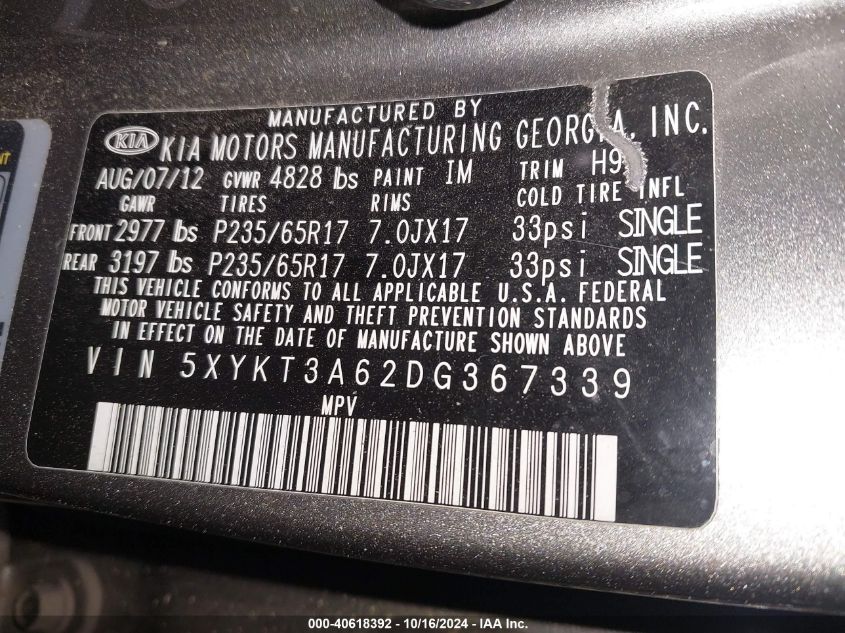 MANUFACTURED BY
KIA KIA MOTORS MANUFACTURING GEORGIA, INC.
AUG/07/12 GVWR 4828 lbs PAINT IM TRIM H9
GAWR TIRES RIMS COLD TIRE INFL
FRONT 2977 lbs P235/65R17 7.0JX17 33psi SINGLE
REAR 3197 lbs P235/65R17 7.0JX17 33psi SINGLE
THIS VEHICLE CONFORMS TO ALL APPLICABLE U.S.A. FEDERAL
MOTOR VEHICLE SAFETY AND THEFT PREVENTION STANDARDS
IN EFFECT ON THE DATE OF MANUFACTURE SHOWN ABOVE
VIN 5XYKT3A62DG367339
MPV
000-40618392 - 10/16/2024 - IAA, LLC